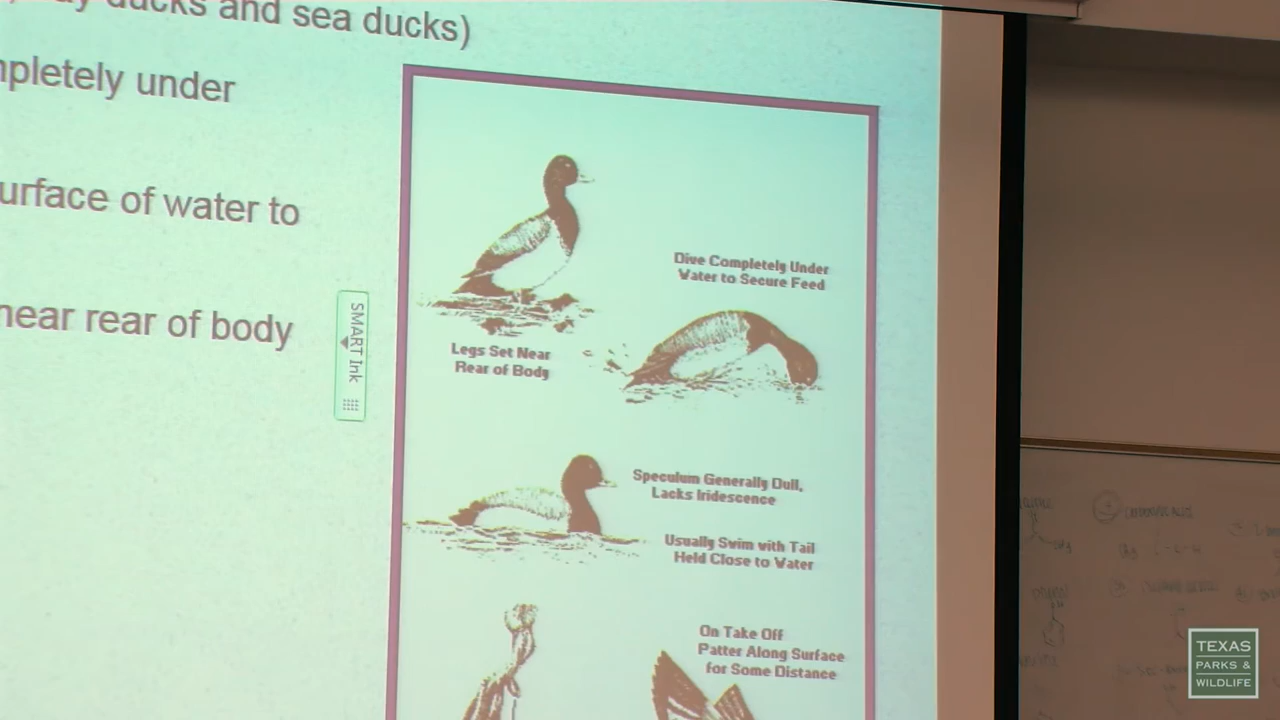 ducks and sea ducks)
under
surface of water to
near rear of body
SMART Ink
Dive Completely Under
Water to Secure Feed
Legs Set Near
Rear of Body
Speculum Generally Dull,
Lacks Iridescence
Usually Swim with Tail
Held Close to Water
On Take Off
Patter Along Surface
for Some Distance
TEXAS
PARKS &
WILDLIFE